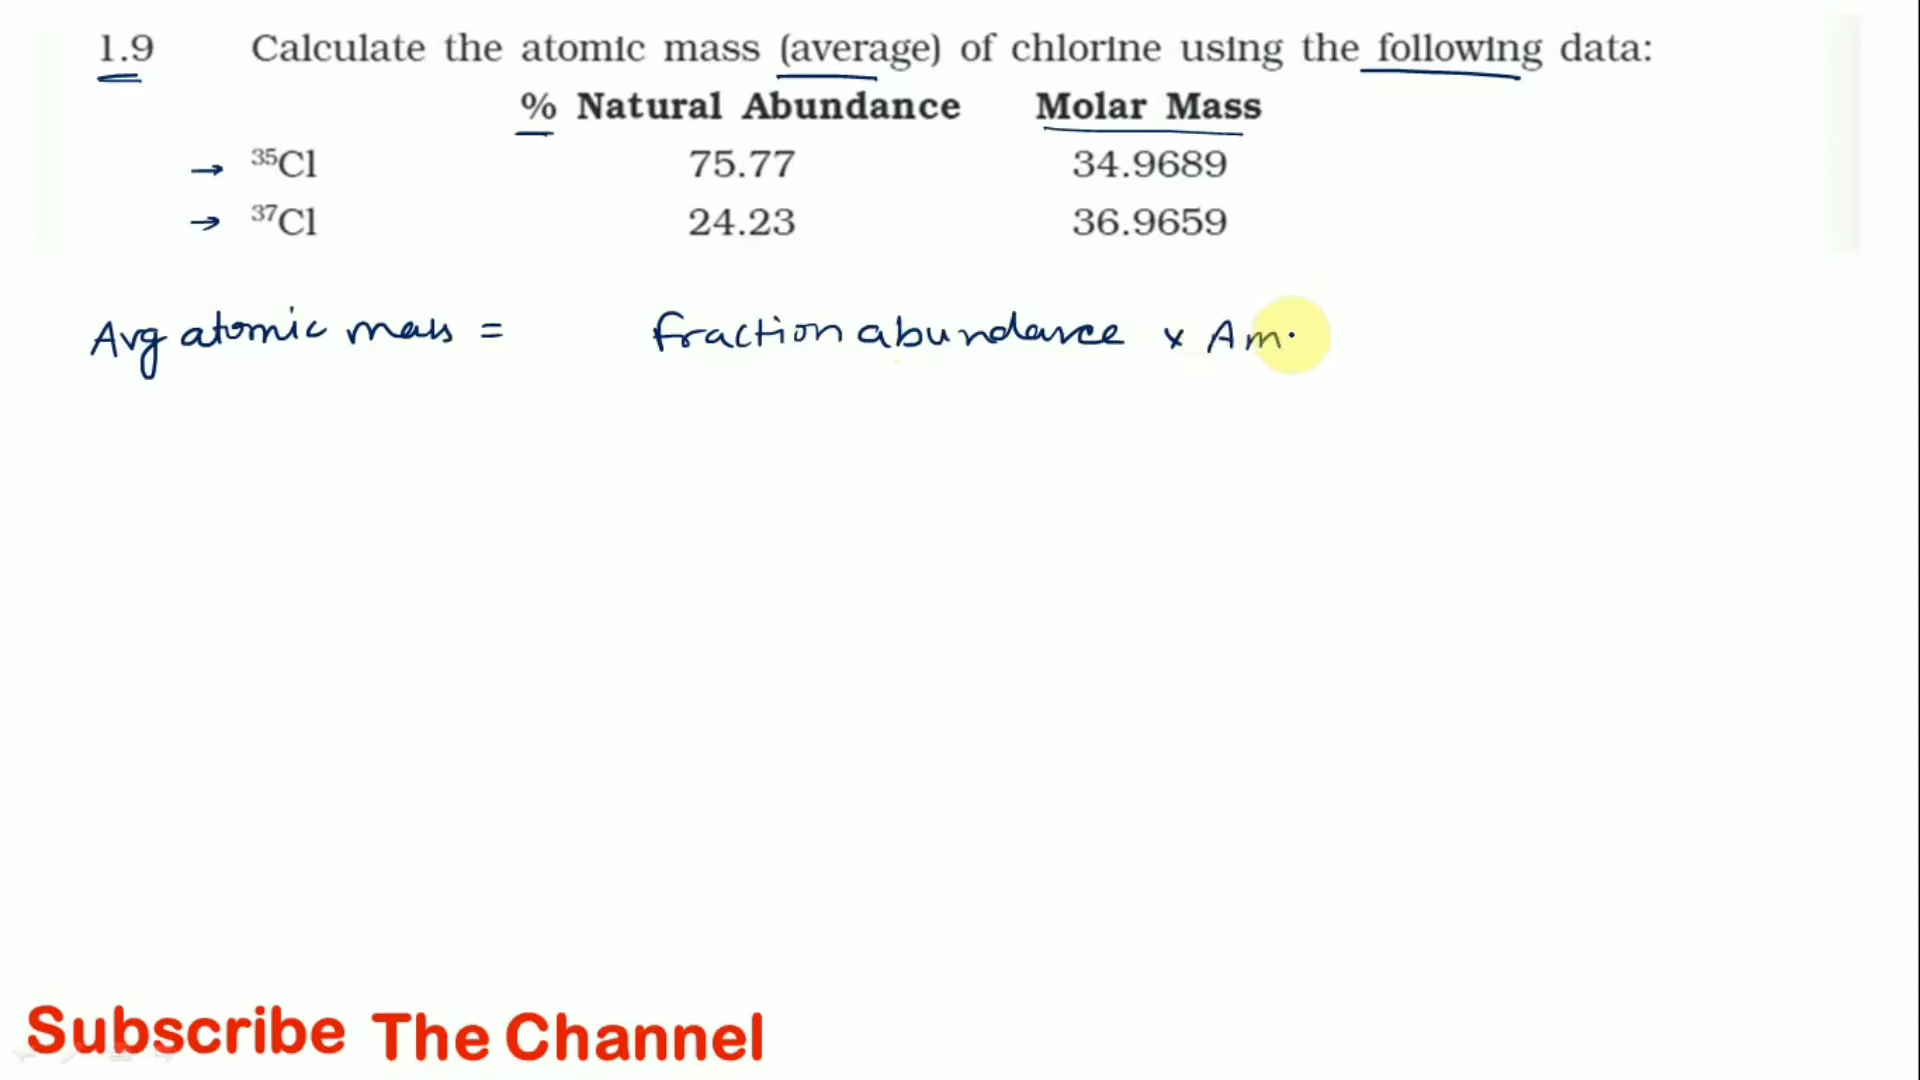 1.9 Calculate the atomic mass (average) of chlorine using the following data:
% Natural Abundance Molar Mass
→ ³⁵Cl 75.77 34.9689
→ ³⁷Cl 24.23 36.9659
Avg atomic mass = fraction abundance x Am.
Subscribe The Channel